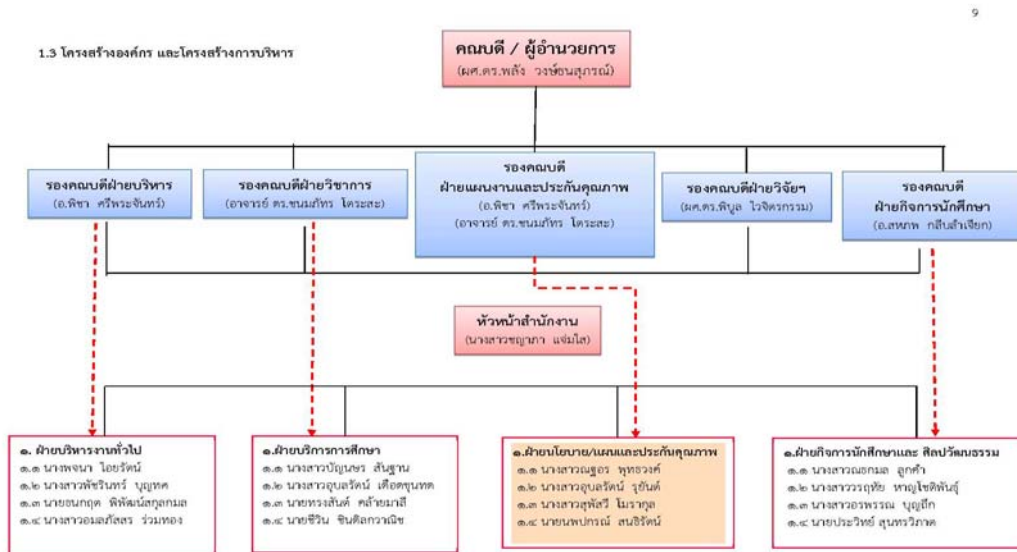 9
1.3 โครงสร้างองค์กร และโครงสร้างการบริหาร
คณบดี / ผู้อำนวยการ
(ผศ.ดร.พลัง วงษ์ธนสุภรณ์)
รองคณบดีฝ่ายบริหาร
(อ.พิชา ศรีพระจันทร์)
รองคณบดีฝ่ายวิชาการ
(อาจารย์ ดร.ชนมภัทร โตระสะ)
รองคณบดี
ฝ่ายแผนงานและประกันคุณภาพ
(อ.พิชา ศรีพระจันทร์)
(อาจารย์ ดร.ชนมภัทร โตระสะ)
รองคณบดีฝ่ายวิจัยฯ
(ผศ.ดร.พิบูล ไวจิตรกรรม)
รองคณบดี
ฝ่ายกิจการนักศึกษา
(อ.สหภพ กลีบลำเจียก)
หัวหน้าสำนักงาน
(นางสาวชญาภา แจ่มใส)
๑. ฝ่ายบริหารงานทั่วไป
๑.๑ นางพจนา ไอยรัตน์
๑.๒ นางสาวพัชรินทร์ บุญทศ
๑.๓ นายธนกฤต พิพัฒน์สกุลกมล
๑.๔ นางสาวอมลภัสสร ร่วมทอง
๑.ฝ่ายบริการการศึกษา
๑.๑ นางสาวปัญนษร สันฐาน
๑.๒ นางสาวอุบลรัตน์ เดือดขุนทด
๑.๓ นายทรงสันต์ คล้ายมาลี
๑.๔ นายชีวิน ชินดิลกวาณิช
๑.ฝ่ายนโยบาย/แผนและประกันคุณภาพ
๑.๑ นางสาวณฐอร พุทธวงค์
๑.๒ นางสาวอุบลรัตน์ รุยันต์
๑.๓ นางสาวสุพัสวี โมรากุล
๑.๔ นายนพปกรณ์ สนธิรัตน์
๑.ฝ่ายกิจการนักศึกษาและ ศิลปวัฒนธรรม
๑.๑ นางสาวณธกมล ลูกคำ
๑.๒ นางสาววรฤทัย หาญโชติพันธุ์
๑.๓ นางสาวอรพรรณ บุญถึก
๑.๔ นายประวิทย์ สุนทรวิภาต